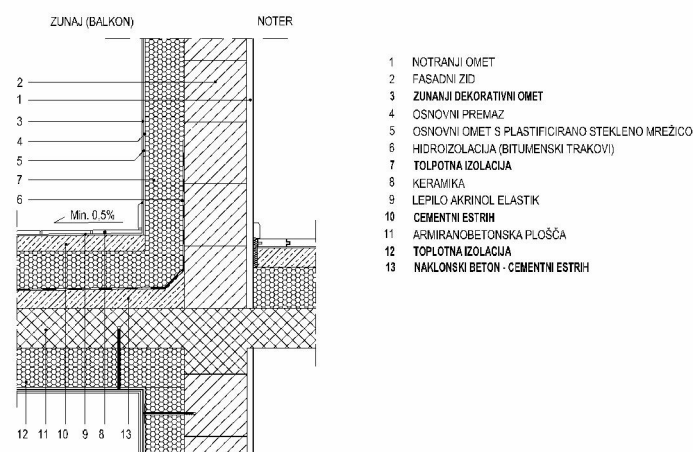 ZUNAJ (BALKON) NOTER
2
1
3
4
5
7
6
Min. 0.5%
12 11 10 9 8 13
1 NOTRANJI OMET
2 FASADNI ZID
3 ZUNANJI DEKORATIVNI OMET
4 OSNOVNI PREMAZ
5 OSNOVNI OMET S PLASTIFICIRANO STEKLENO MREŽICO
6 HIDROIZOLACIJA (BITUMENSKI TRAKOVI)
7 TOLPOTNA IZOLACIJA
8 KERAMIKA
9 LEPILO AKRINOL ELASTIK
10 CEMENTNI ESTRIH
11 ARMIRANOBETONSKA PLOŠČA
12 TOPLOTNA IZOLACIJA
13 NAKLONSKI BETON - CEMENTNI ESTRIH